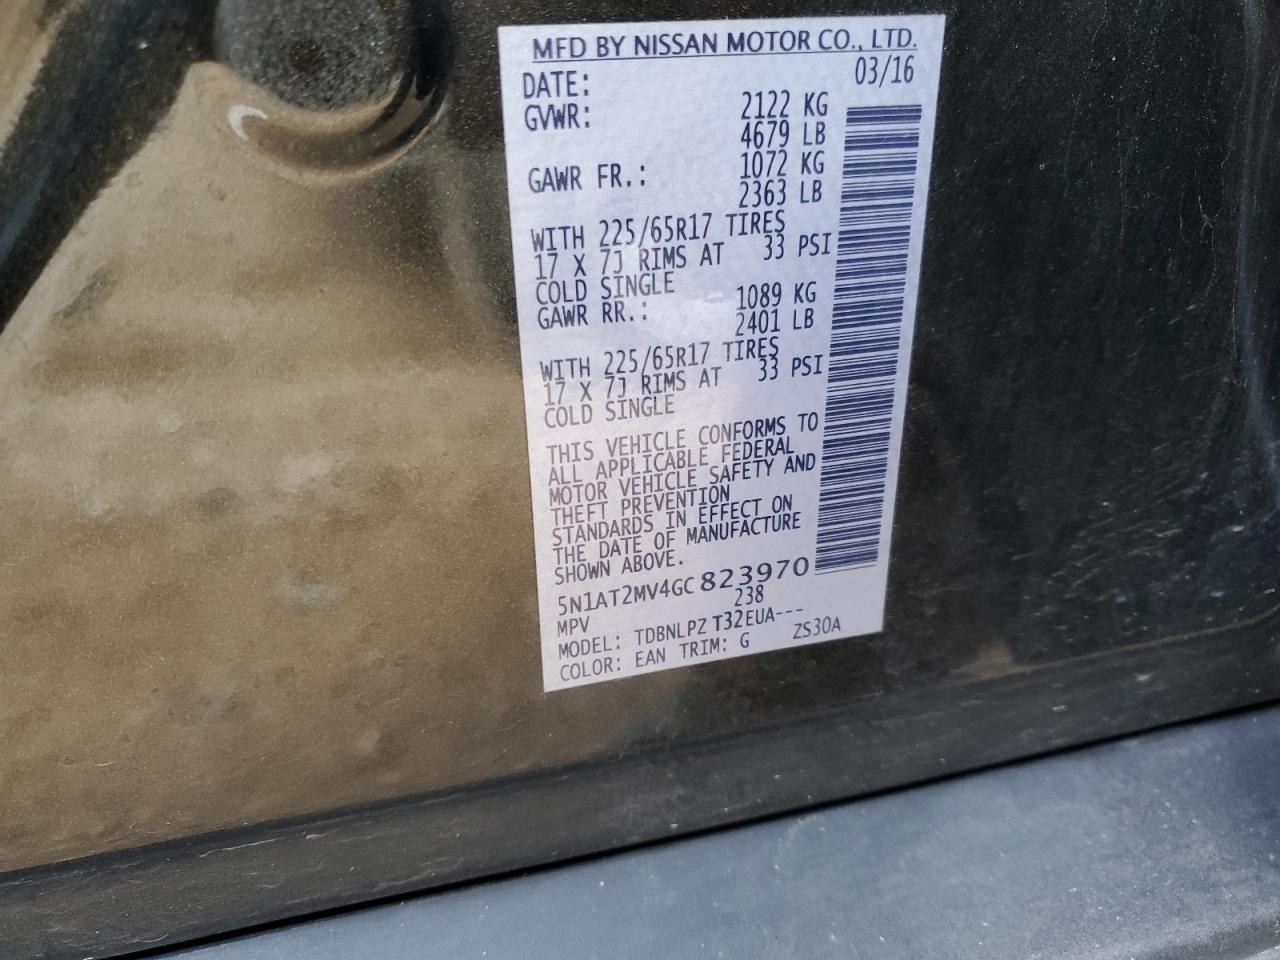 MFD BY NISSAN MOTOR CO., LTD.
DATE: 03/16
GVWR: 2122 KG
4679 LB
GAWR FR.: 1072 KG
2363 LB
WITH 225/65R17 TIRES
17 X 7J RIMS AT 33 PSI
COLD SINGLE
GAWR RR.: 1089 KG
2401 LB
WITH 225/65R17 TIRES
17 X 7J RIMS AT 33 PSI
COLD SINGLE
THIS VEHICLE CONFORMS TO
ALL APPLICABLE FEDERAL
MOTOR VEHICLE SAFETY AND
THEFT PREVENTION
STANDARDS IN EFFECT ON
THE DATE OF MANUFACTURE
SHOWN ABOVE.
5N1AT2MV4GC823970
MPV 238
MODEL: TDBNLPZ T32EUA---
COLOR: EAN TRIM: G ZS30A